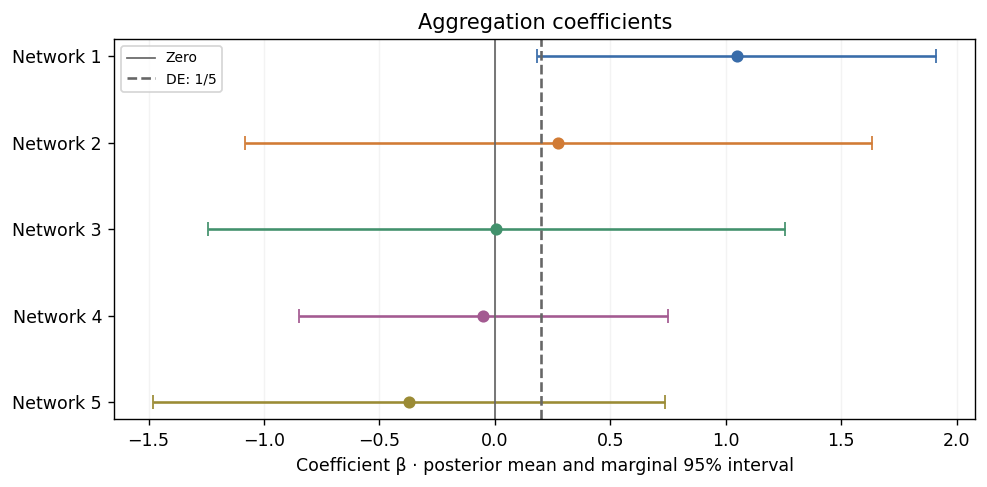 Aggregation coefficients
Zero
DE: 1/5
Network 1
Network 2
Network 3
Network 4
Network 5
−1.5 −1.0 −0.5 0.0 0.5 1.0 1.5 2.0
Coefficient β · posterior mean and marginal 95% interval